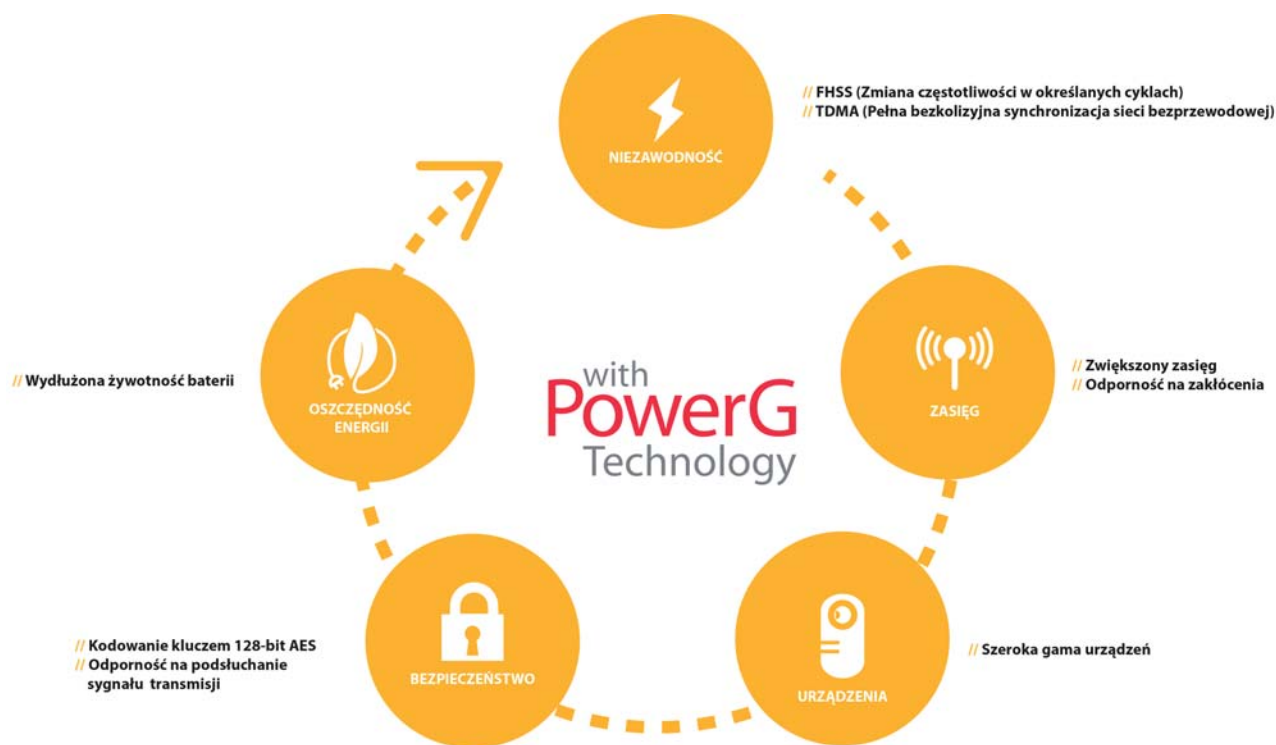 // FHSS (Zmiana częstotliwości w określanych cyklach)
// TDMA (Pełna bezkolizyjna synchronizacja sieci bezprzewodowej)
NIEZAWODNOŚĆ
// Zwiększony zasięg
// Odporność na zakłócenia
ZASIĘG
// Wydłużona żywotność baterii
OSZCZĘDNOŚĆ
ENERGII
with
PowerG
Technology
// Kodowanie kluczem 128-bit AES
// Odporność na podsłuchanie
sygnału transmisji
BEZPIECZEŃSTWO
// Szeroka gama urządzeń
URZĄDZENIA